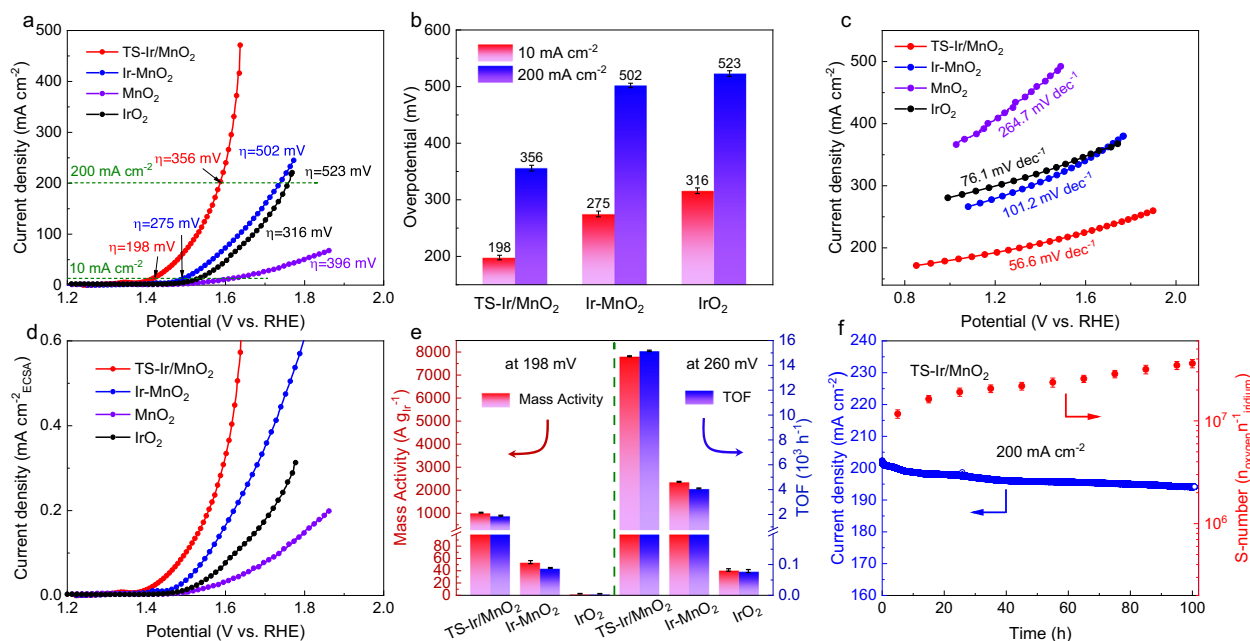 a
Current density (mA cm⁻²)
500
400
300
200
100
0
TS-Ir/MnO₂
Ir-MnO₂
MnO₂
IrO₂
η=356 mV
η=502 mV
200 mA cm⁻²
η=523 mV
η=275 mV
η=198 mV
η=316 mV
10 mA cm⁻²
η=396 mV
1.2 1.4 1.6 1.8 2.0
Potential (V vs. RHE)
b
Overpotential (mV)
600
500
400
300
200
10 mA cm⁻²
200 mA cm⁻²
198
356
275
502
316
523
TS-Ir/MnO₂ Ir-MnO₂ IrO₂
c
Current density (mA cm⁻²)
500
400
300
200
TS-Ir/MnO₂
Ir-MnO₂
MnO₂
IrO₂
264.7 mV dec⁻¹
76.1 mV dec⁻¹
101.2 mV dec⁻¹
56.6 mV dec⁻¹
0.8 1.2 1.6 2.0
Potential (V vs. RHE)
d
Current density (mA cm⁻²ECSA)
0.6
0.4
0.2
0.0
TS-Ir/MnO₂
Ir-MnO₂
MnO₂
IrO₂
1.2 1.4 1.6 1.8 2.0
Potential (V vs. RHE)
e
Mass Activity (A gIr⁻¹)
8000
7000
6000
5000
4000
3000
2000
1000
80
60
40
20
0
at 198 mV
at 260 mV
Mass Activity
TOF
TS-Ir/MnO₂ Ir-MnO₂ IrO₂ TS-Ir/MnO₂ Ir-MnO₂ IrO₂
16
14
12
10
8
6
4
2
0.1
0.0
TOF (10³ h⁻¹)
f
Current density (mA cm⁻²)
235
230
225
220
215
210
205
200
195
190
185
180
TS-Ir/MnO₂
200 mA cm⁻²
10⁷
10⁶
S-number (n oxygen n⁻¹ iridium)
0 20 40 60 80 100
Time (h)